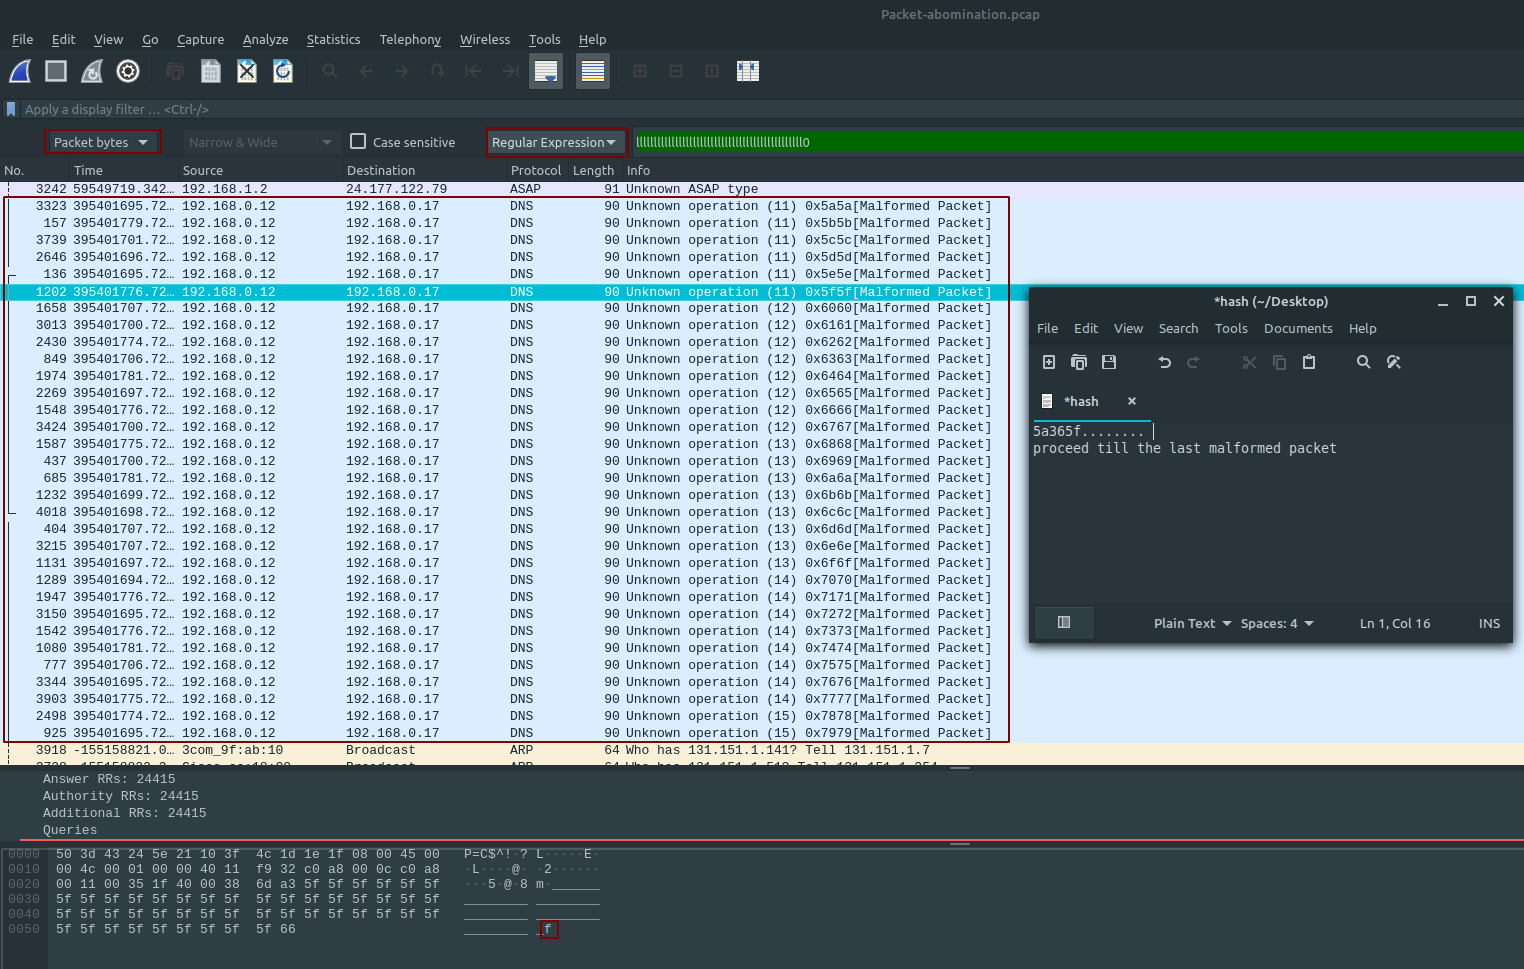 Packet-abomination.pcap
File Edit View Go Capture Analyze Statistics Telephony Wireless Tools Help
Apply a display filter … <Ctrl-/>
Packet bytes Narrow & Wide Case sensitive Regular Expression
No. Time Source Destination Protocol Length Info
3242 59549719.342… 192.168.1.2 24.177.122.79 ASAP 91 Unknown ASAP type
3323 395401695.72… 192.168.0.12 192.168.0.17 DNS 90 Unknown operation (11) 0x5a5a[Malformed Packet]
157 395401779.72… 192.168.0.12 192.168.0.17 DNS 90 Unknown operation (11) 0x5b5b[Malformed Packet]
3739 395401701.72… 192.168.0.12 192.168.0.17 DNS 90 Unknown operation (11) 0x5c5c[Malformed Packet]
2646 395401696.72… 192.168.0.12 192.168.0.17 DNS 90 Unknown operation (11) 0x5d5d[Malformed Packet]
136 395401695.72… 192.168.0.12 192.168.0.17 DNS 90 Unknown operation (11) 0x5e5e[Malformed Packet]
1202 395401776.72… 192.168.0.12 192.168.0.17 DNS 90 Unknown operation (11) 0x5f5f[Malformed Packet]
1658 395401707.72… 192.168.0.12 192.168.0.17 DNS 90 Unknown operation (12) 0x6060[Malformed Packet]
3013 395401700.72… 192.168.0.12 192.168.0.17 DNS 90 Unknown operation (12) 0x6161[Malformed Packet]
2430 395401774.72… 192.168.0.12 192.168.0.17 DNS 90 Unknown operation (12) 0x6262[Malformed Packet]
849 395401706.72… 192.168.0.12 192.168.0.17 DNS 90 Unknown operation (12) 0x6363[Malformed Packet]
1974 395401781.72… 192.168.0.12 192.168.0.17 DNS 90 Unknown operation (12) 0x6464[Malformed Packet]
2269 395401697.72… 192.168.0.12 192.168.0.17 DNS 90 Unknown operation (12) 0x6565[Malformed Packet]
1548 395401776.72… 192.168.0.12 192.168.0.17 DNS 90 Unknown operation (12) 0x6666[Malformed Packet]
3424 395401700.72… 192.168.0.12 192.168.0.17 DNS 90 Unknown operation (12) 0x6767[Malformed Packet]
1587 395401775.72… 192.168.0.12 192.168.0.17 DNS 90 Unknown operation (13) 0x6868[Malformed Packet]
437 395401700.72… 192.168.0.12 192.168.0.17 DNS 90 Unknown operation (13) 0x6969[Malformed Packet]
685 395401781.72… 192.168.0.12 192.168.0.17 DNS 90 Unknown operation (13) 0x6a6a[Malformed Packet]
1232 395401699.72… 192.168.0.12 192.168.0.17 DNS 90 Unknown operation (13) 0x6b6b[Malformed Packet]
4018 395401698.72… 192.168.0.12 192.168.0.17 DNS 90 Unknown operation (13) 0x6c6c[Malformed Packet]
404 395401707.72… 192.168.0.12 192.168.0.17 DNS 90 Unknown operation (13) 0x6d6d[Malformed Packet]
3215 395401707.72… 192.168.0.12 192.168.0.17 DNS 90 Unknown operation (13) 0x6e6e[Malformed Packet]
1131 395401697.72… 192.168.0.12 192.168.0.17 DNS 90 Unknown operation (13) 0x6f6f[Malformed Packet]
1289 395401694.72… 192.168.0.12 192.168.0.17 DNS 90 Unknown operation (14) 0x7070[Malformed Packet]
1947 395401776.72… 192.168.0.12 192.168.0.17 DNS 90 Unknown operation (14) 0x7171[Malformed Packet]
3150 395401695.72… 192.168.0.12 192.168.0.17 DNS 90 Unknown operation (14) 0x7272[Malformed Packet]
1542 395401776.72… 192.168.0.12 192.168.0.17 DNS 90 Unknown operation (14) 0x7373[Malformed Packet]
1080 395401781.72… 192.168.0.12 192.168.0.17 DNS 90 Unknown operation (14) 0x7474[Malformed Packet]
777 395401706.72… 192.168.0.12 192.168.0.17 DNS 90 Unknown operation (14) 0x7575[Malformed Packet]
3344 395401695.72… 192.168.0.12 192.168.0.17 DNS 90 Unknown operation (14) 0x7676[Malformed Packet]
3903 395401775.72… 192.168.0.12 192.168.0.17 DNS 90 Unknown operation (14) 0x7777[Malformed Packet]
2498 395401774.72… 192.168.0.12 192.168.0.17 DNS 90 Unknown operation (15) 0x7878[Malformed Packet]
925 395401775.72… 192.168.0.12 192.168.0.17 DNS 90 Unknown operation (15) 0x7979[Malformed Packet]
3918 -155158821.0… 3com_9f:ab:10 Broadcast ARP 64 Who has 131.151.1.141? Tell 131.151.1.7
Answer RRs: 24415
Authority RRs: 24415
Additional RRs: 24415
Queries
0000 50 3d 43 24 5e 21 10 3f 4c 1d 1e 1f 08 00 45 00 P=C$^!·? L·····E·
0010 00 4c 00 01 00 00 40 11 f9 32 c0 a8 00 0c c0 a8 ·L····@· ·2······
0020 00 11 00 35 1f 40 00 38 6d a3 5f 5f 5f 5f 5f 5f ···5·@·8 m·______
0030 5f 5f 5f 5f 5f 5f 5f 5f 5f 5f 5f 5f 5f 5f 5f 5f ________ ________
0040 5f 5f 5f 5f 5f 5f 5f 5f 5f 5f 5f 5f 5f 5f 5f 5f ________ ________
0050 5f 5f 5f 5f 5f 5f 5f 5f 5f 66 ________ _f
*hash (~/Desktop)
File Edit View Search Tools Documents Help
*hash
5a365f........
proceed till the last malformed packet
Plain Text Spaces: 4 Ln 1, Col 16 INS